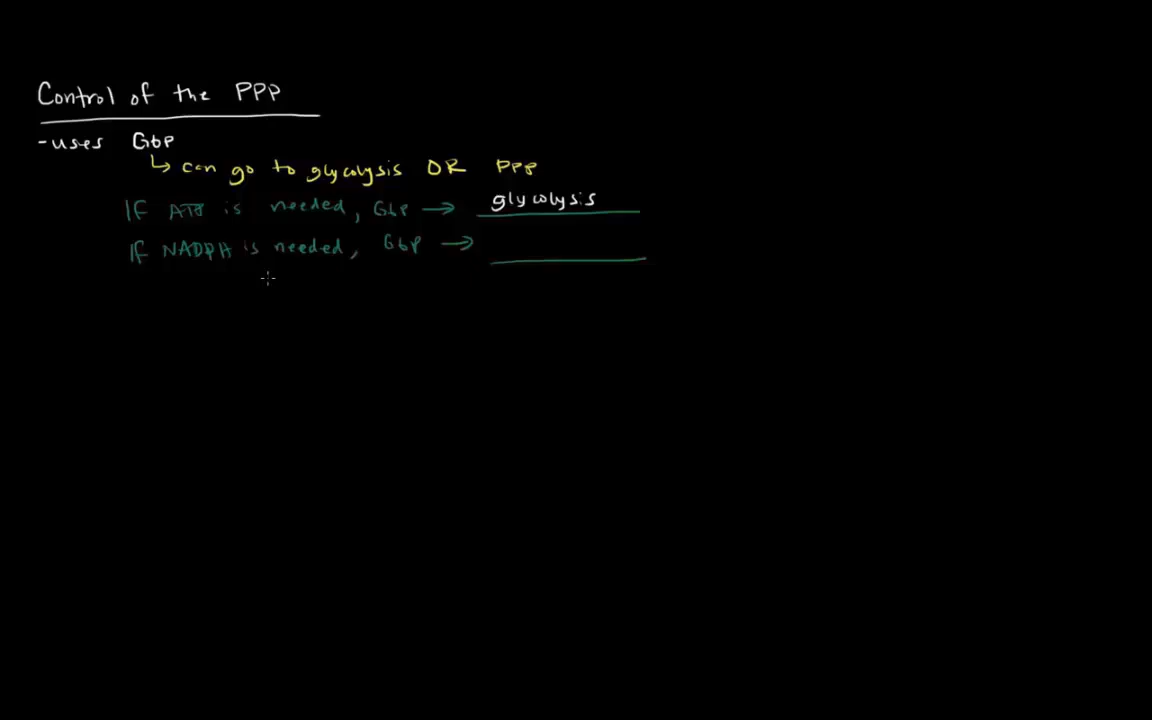 Control of the PPP
-uses G6P
↳ can go to glycolysis OR PPP
If ATP is needed, G6P → glycolysis
If NADPH is needed, G6P →